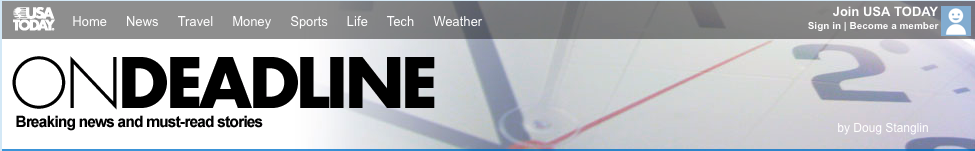 USA TODAY. Home News Travel Money Sports Life Tech Weather
Join USA TODAY
Sign in | Become a member
ONDEADLINE
Breaking news and must-read stories
2
by Doug Stanglin